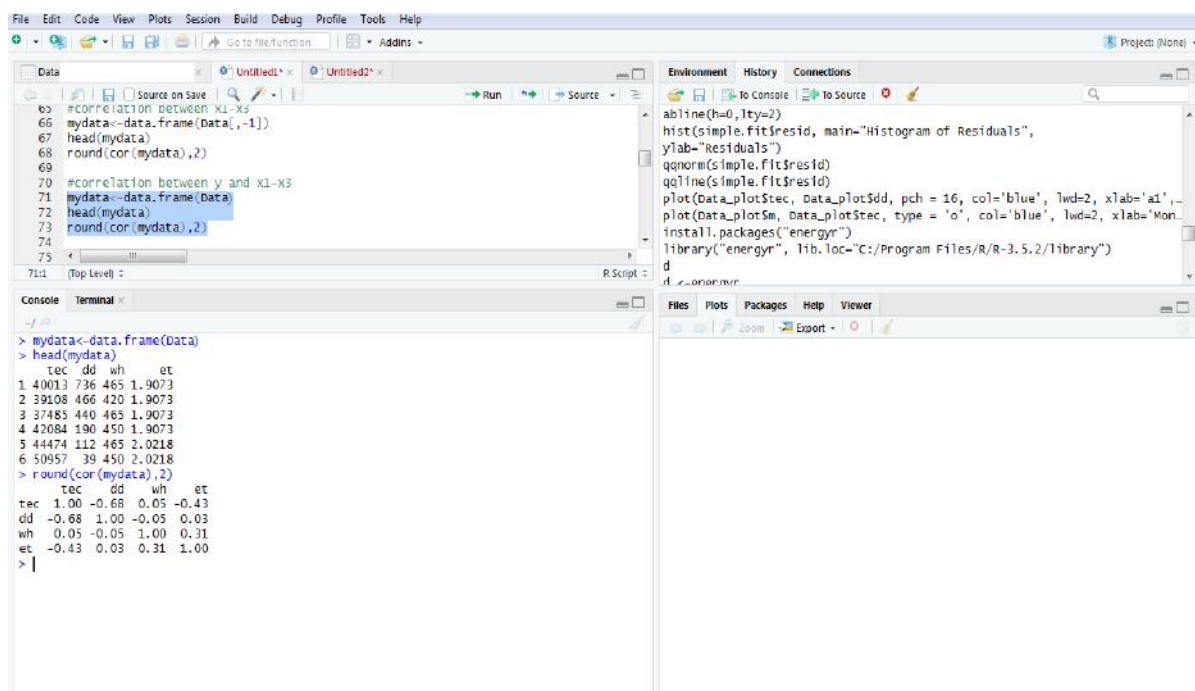 File Edit Code View Plots Session Build Debug Profile Tools Help
Go to file/function Addins
Project: (None)
Data Untitled1* Untitled2*
Source on Save Run Source
65 #correlation between x1-x3
66 mydata<-data.frame(Data[,-1])
67 head(mydata)
68 round(cor(mydata),2)
69
70 #correlation between y and x1-x3
71 mydata<-data.frame(Data)
72 head(mydata)
73 round(cor(mydata),2)
74
75
71:1 (Top Level) R Script
Environment History Connections
To Console To Source
abline(h=0,lty=2)
hist(simple.fit$resid, main="Histogram of Residuals",
ylab="Residuals")
qqnorm(simple.fit$resid)
qqline(simple.fit$resid)
plot(Data_plot$tec, Data_plot$dd, pch = 16, col='blue', lwd=2, xlab='a1',…
plot(Data_plot$m, Data_plot$tec, type = 'o', col='blue', lwd=2, xlab='Mon…
install.packages("energyr")
library("energyr", lib.loc="C:/Program Files/R/R-3.5.2/library")
d
d <-energyr
Console Terminal
~/
> mydata<-data.frame(Data)
> head(mydata)
tec dd wh et
1 40013 736 465 1.9073
2 39108 466 420 1.9073
3 37485 440 465 1.9073
4 42084 190 450 1.9073
5 44474 112 465 2.0218
6 50957 39 450 2.0218
> round(cor(mydata),2)
tec dd wh et
tec 1.00 -0.68 0.05 -0.43
dd -0.68 1.00 -0.05 0.03
wh 0.05 -0.05 1.00 0.31
et -0.43 0.03 0.31 1.00
>
Files Plots Packages Help Viewer
Zoom Export